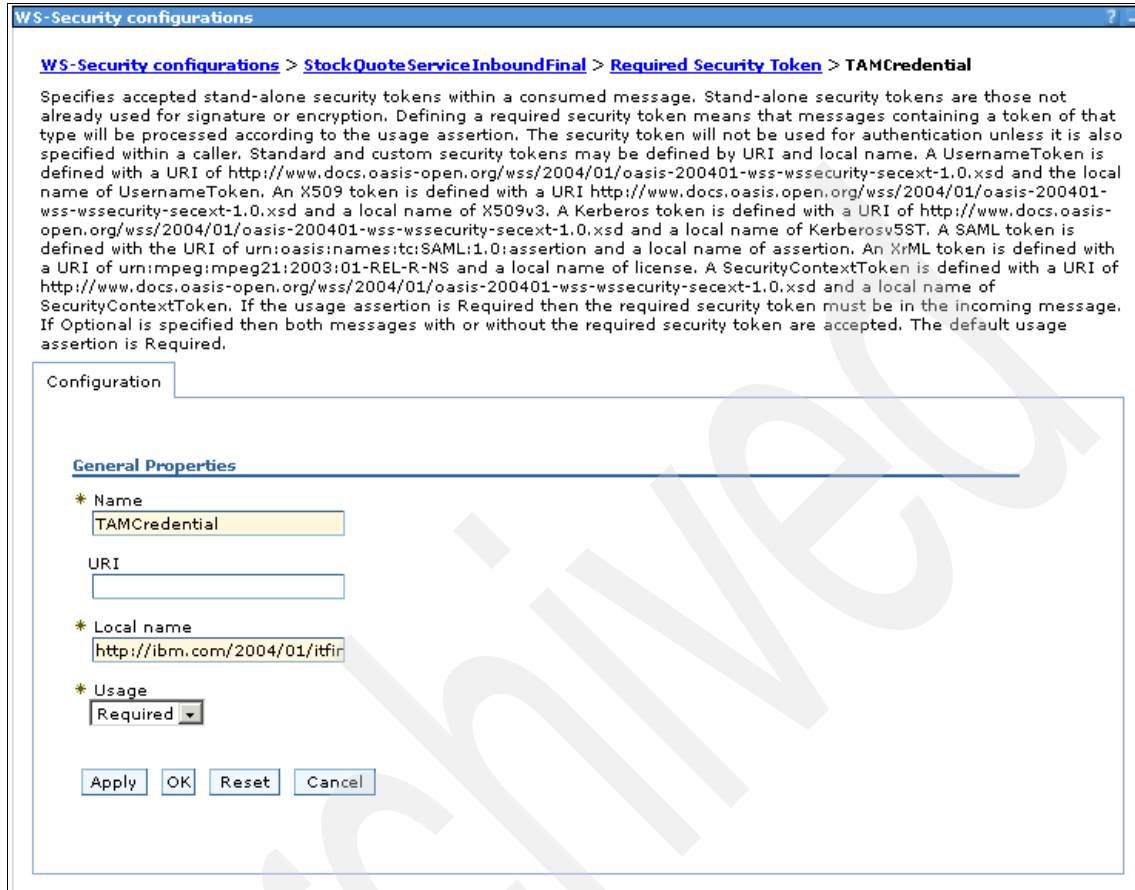 WS-Security configurations ? -
WS-Security configurations > StockQuoteServiceInboundFinal > Required Security Token > TAMCredential
Specifies accepted stand-alone security tokens within a consumed message. Stand-alone security tokens are those not
already used for signature or encryption. Defining a required security token means that messages containing a token of that
type will be processed according to the usage assertion. The security token will not be used for authentication unless it is also
specified within a caller. Standard and custom security tokens may be defined by URI and local name. A UsernameToken is
defined with a URI of http://www.docs.oasis-open.org/wss/2004/01/oasis-200401-wss-wssecurity-secext-1.0.xsd and the local
name of UsernameToken. An X509 token is defined with a URI http://www.docs.oasis.open.org/wss/2004/01/oasis-200401-
wss-wssecurity-secext-1.0.xsd and a local name of X509v3. A Kerberos token is defined with a URI of http://www.docs.oasis-
open.org/wss/2004/01/oasis-200401-wss-wssecurity-secext-1.0.xsd and a local name of Kerberosv5ST. A SAML token is
defined with the URI of urn:oasis:names:tc:SAML:1.0:assertion and a local name of assertion. An XrML token is defined with
a URI of urn:mpeg:mpeg21:2003:01-REL-R-NS and a local name of license. A SecurityContextToken is defined with a URI of
http://www.docs.oasis-open.org/wss/2004/01/oasis-200401-wss-wssecurity-secext-1.0.xsd and a local name of
SecurityContextToken. If the usage assertion is Required then the required security token must be in the incoming message.
If Optional is specified then both messages with or without the required security token are accepted. The default usage
assertion is Required.
Configuration
General Properties
* Name
TAMCredential
URI
* Local name
http://ibm.com/2004/01/itfir
* Usage
Required
Apply OK Reset Cancel
chived